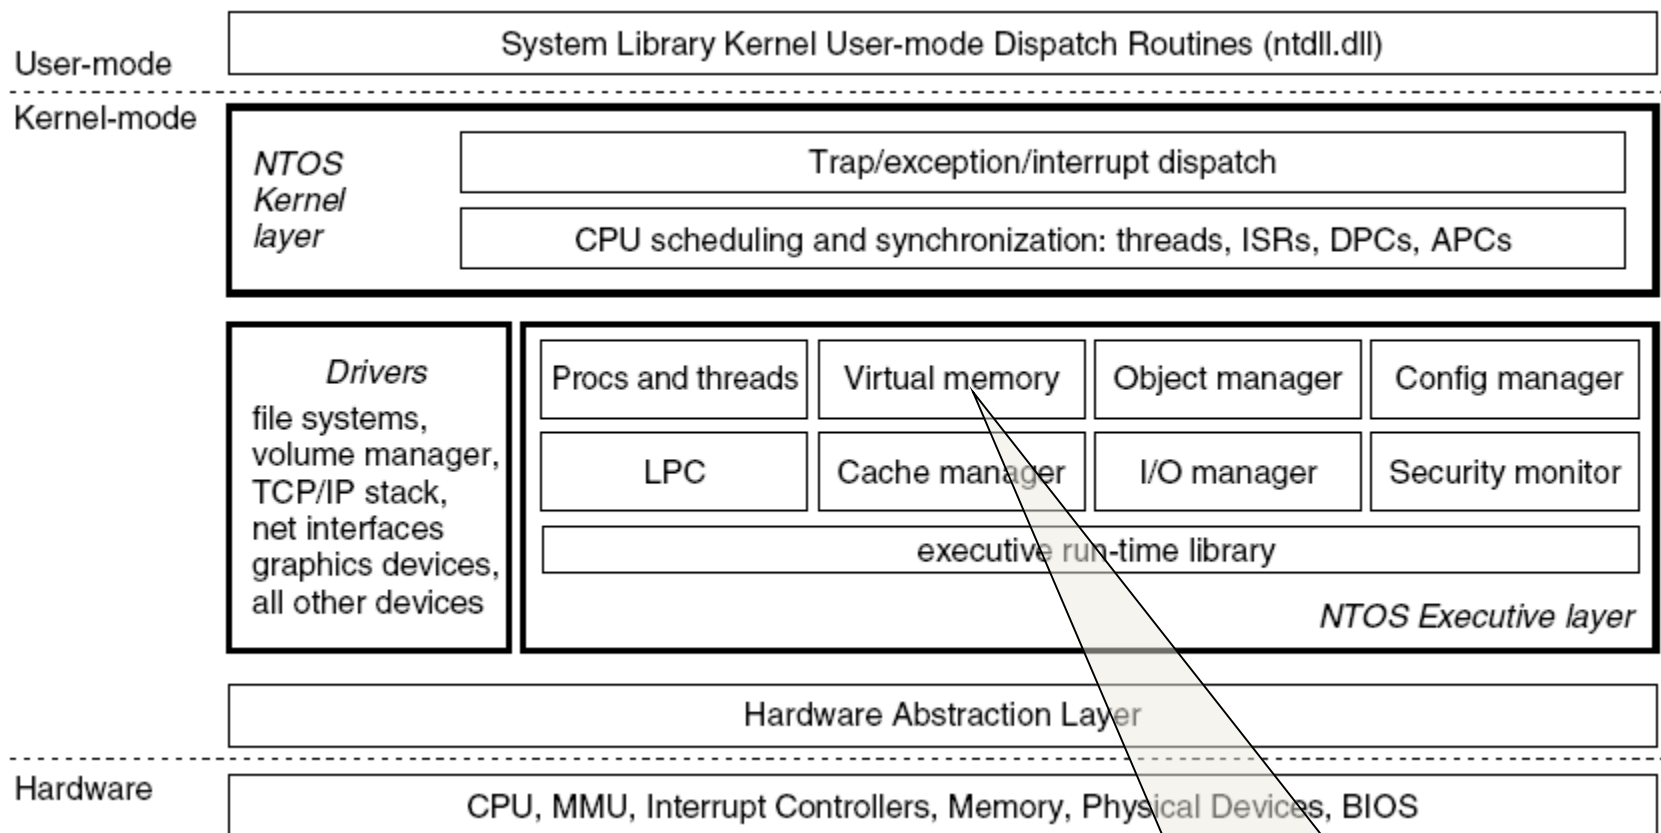 System Library Kernel User-mode Dispatch Routines (ntdll.dll)
User-mode
Kernel-mode
NTOS
Kernel
layer
Trap/exception/interrupt dispatch
CPU scheduling and synchronization: threads, ISRs, DPCs, APCs
Drivers
file systems,
volume manager,
TCP/IP stack,
net interfaces
graphics devices,
all other devices
Procs and threads
Virtual memory
Object manager
Config manager
LPC
Cache manager
I/O manager
Security monitor
executive run-time library
NTOS Executive layer
Hardware Abstraction Layer
Hardware
CPU, MMU, Interrupt Controllers, Memory, Physical Devices, BIOS